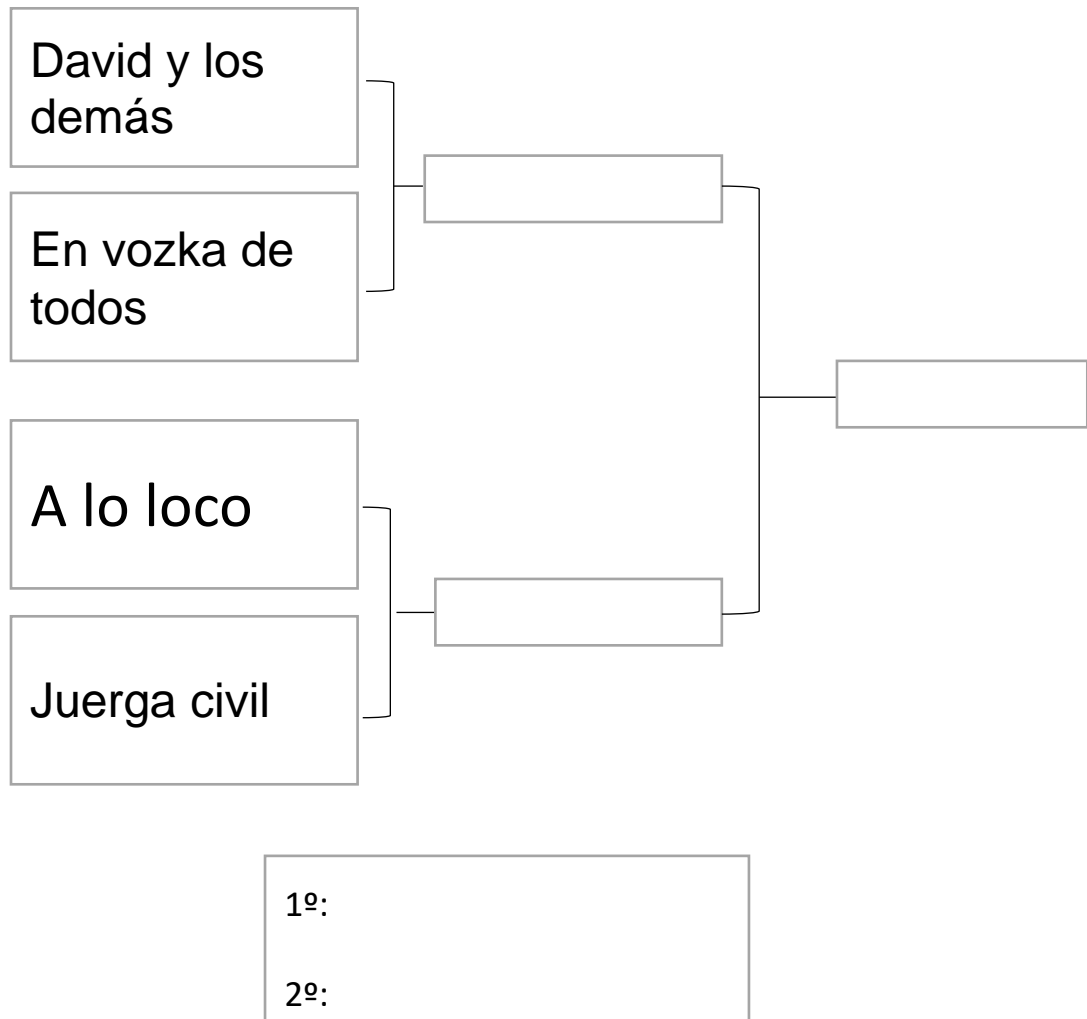 David y los
demás
En vozka de
todos
A lo loco
Juerga civil
1º:
2º: